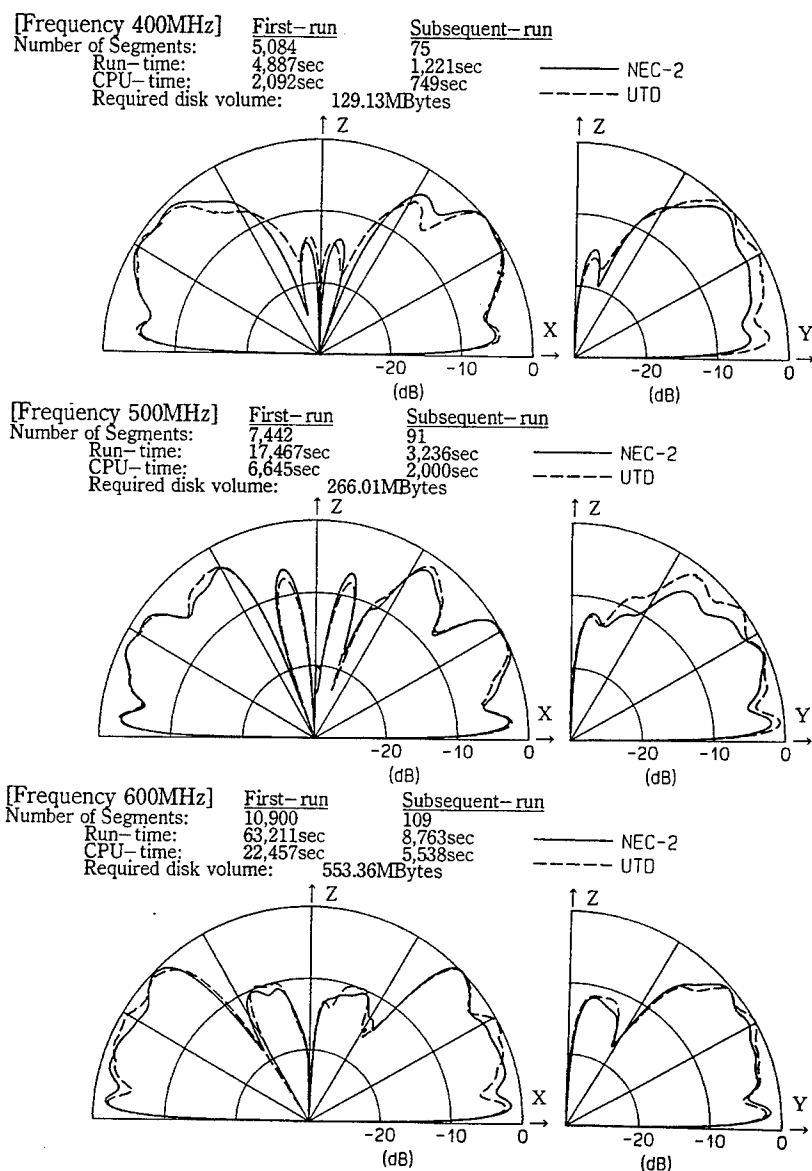 [Frequency 400MHz] First-run Subsequent-run
Number of Segments: 5,084 75
Run-time: 4,887sec 1,221sec
CPU-time: 2,092sec 749sec
Required disk volume: 129.13MBytes
NEC-2
UTD
↑ Z
↑ Z
X →
Y →
-20 -10 0
(dB)
-20 -10 0
(dB)
[Frequency 500MHz] First-run Subsequent-run
Number of Segments: 7,442 91
Run-time: 17,467sec 3,236sec
CPU-time: 6,645sec 2,000sec
Required disk volume: 266.01MBytes
NEC-2
UTD
↑ Z
↑ Z
X →
Y →
-20 -10 0
(dB)
-20 -10 0
(dB)
[Frequency 600MHz] First-run Subsequent-run
Number of Segments: 10,900 109
Run-time: 63,211sec 8,763sec
CPU-time: 22,457sec 5,538sec
Required disk volume: 553.36MBytes
NEC-2
UTD
↑ Z
↑ Z
X →
Y →
-20 -10 0
(dB)
-20 -10 0
(dB)